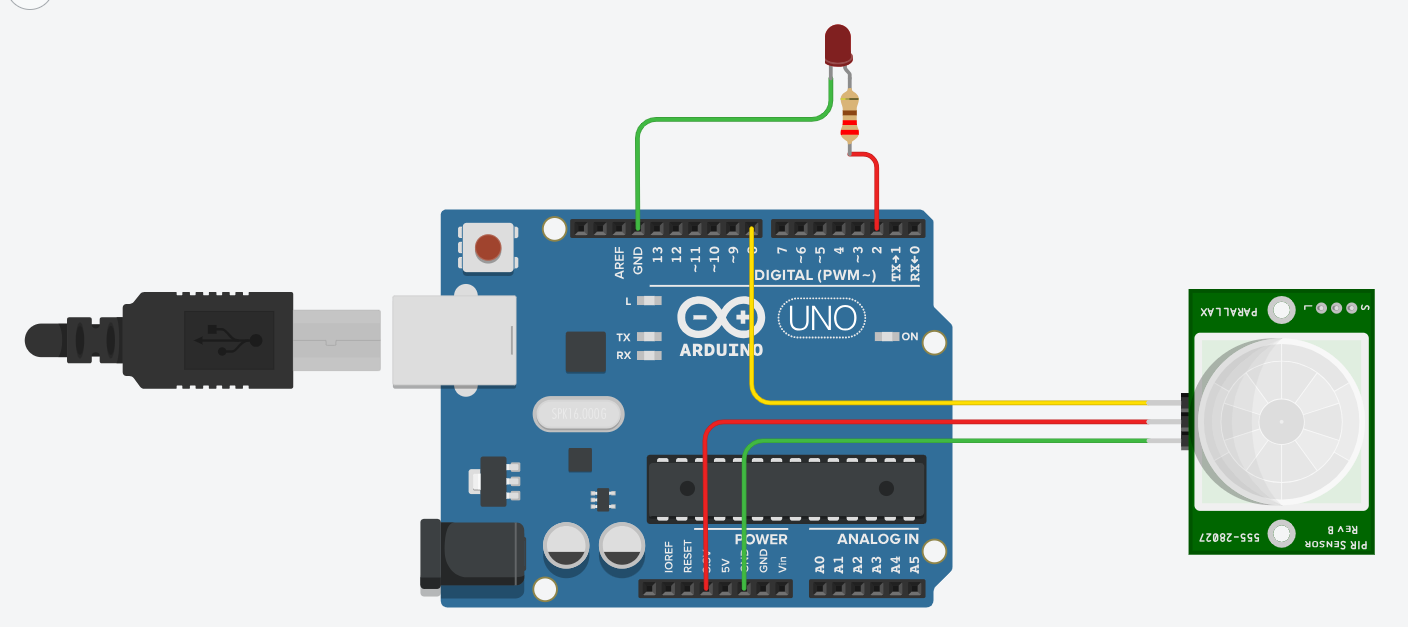 AREF
GND
13
12
~11
~10
~9
8
7
~6
~5
4
~3
2
TX→1
RX←0
DIGITAL (PWM~)
L
TX
RX
ARDUINO
UNO
ON
SPK16.000G
POWER
ANALOG IN
IOREF
RESET
3.3V
5V
GND
GND
Vin
A0
A1
A2
A3
A4
A5
PARALLAX
L
S
555-28027
REV B
PIR SENSOR